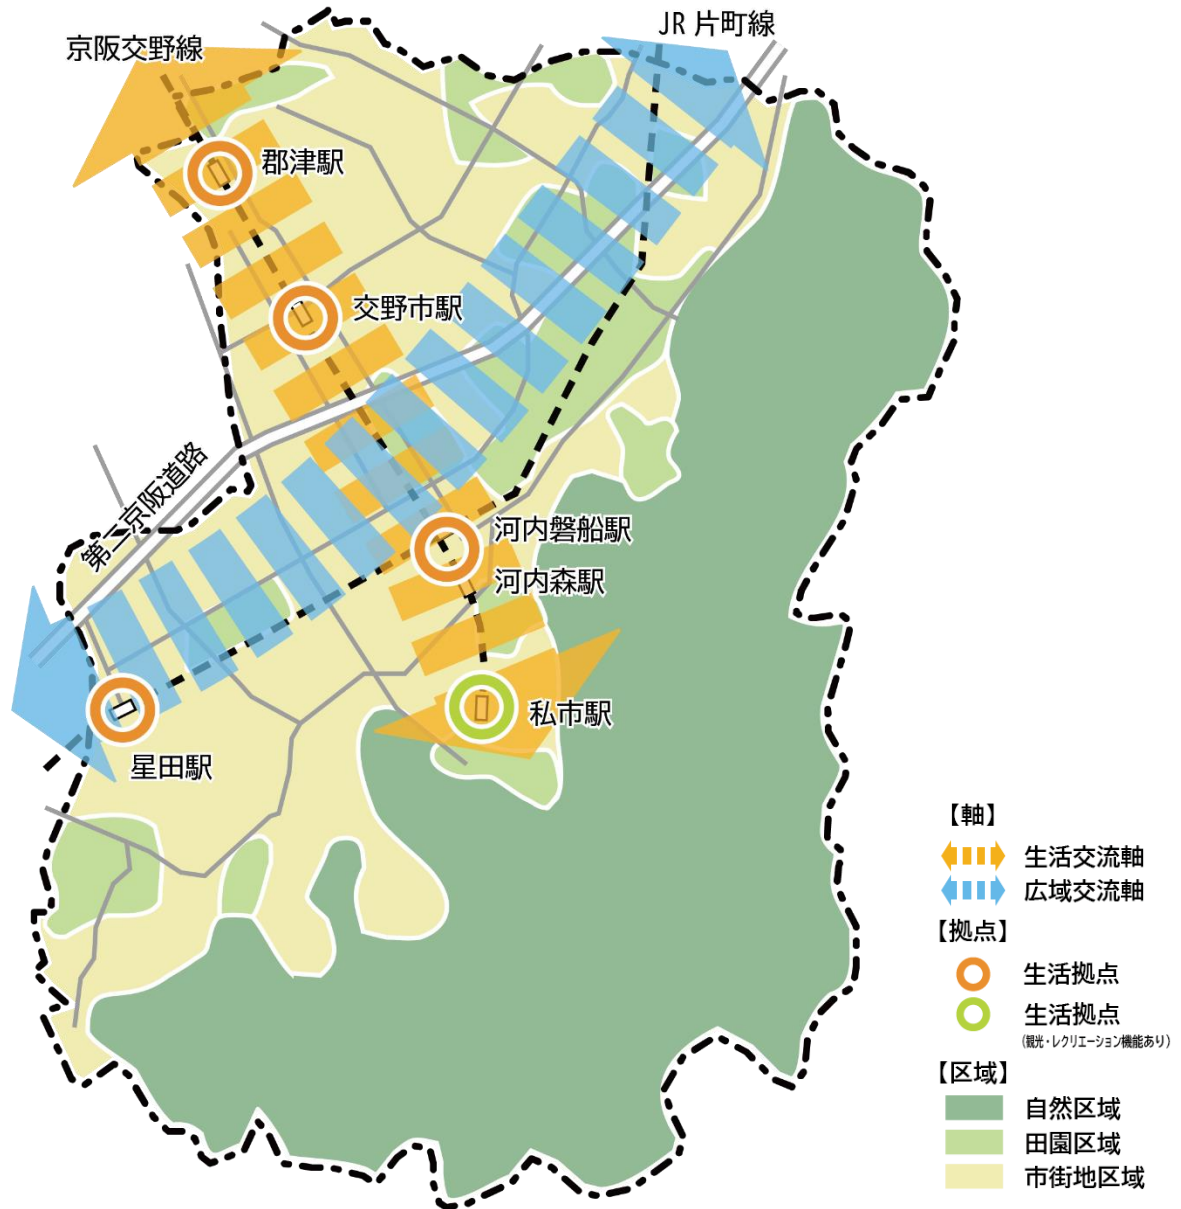 JR 片町線
京阪交野線
郡津駅
交野市駅
第二京阪道路
河内磐船駅
河内森駅
私市駅
星田駅
【軸】
生活交流軸
広域交流軸
【拠点】
生活拠点
生活拠点
(観光・レクリエーション機能あり)
【区域】
自然区域
田園区域
市街地区域